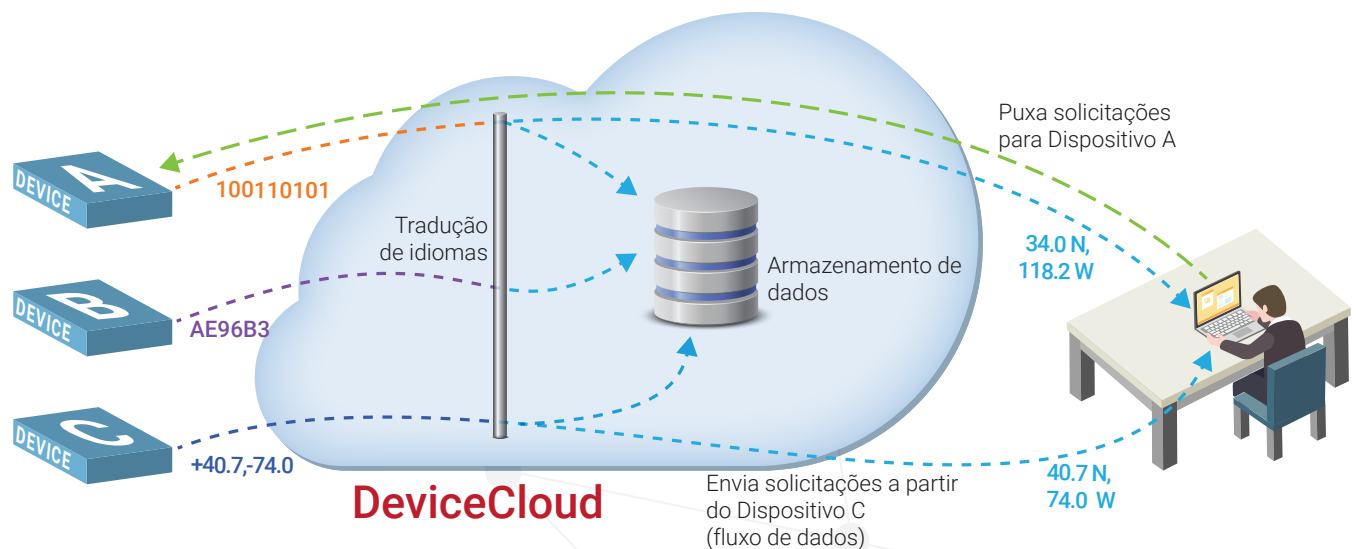 Puxa solicitações
para Dispositivo A
DEVICE A
100110101
Tradução
de idiomas
34.0 N,
118.2 W
Armazenamento de
dados
DEVICE B
AE96B3
DEVICE C
+40.7,-74.0
DeviceCloud
Envia solicitações a partir
do Dispositivo C
(fluxo de dados)
40.7 N,
74.0 W